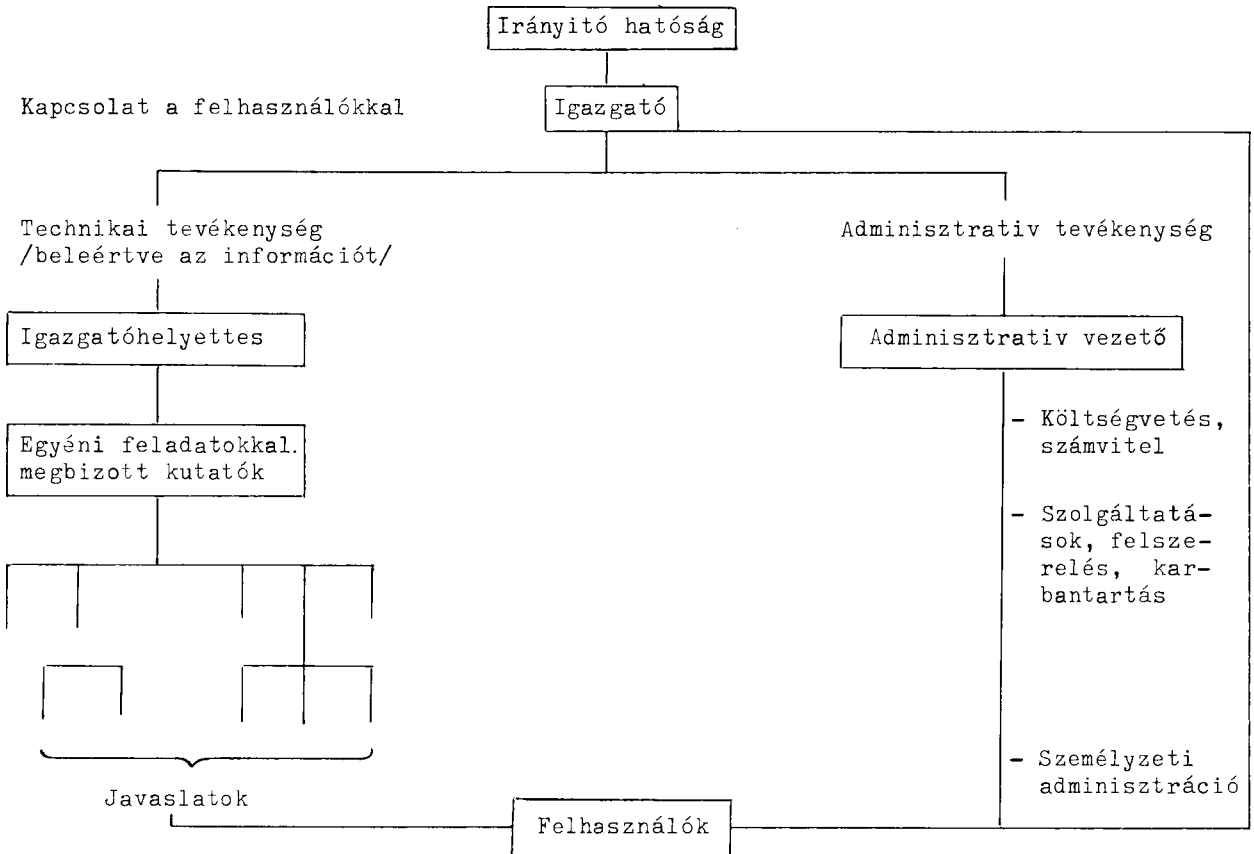 Irányitó hatóság
Kapcsolat a felhasználókkal
Igazgató
Technikai tevékenység
/beleértve az információt/
Adminisztrativ tevékenység
Igazgatóhelyettes
Adminisztrativ vezető
Egyéni feladatokkal.
megbizott kutatók
- Költségvetés,
számvitel
- Szolgáltatá-
sok, felsze-
relés, kar-
bantartás
- Személyzeti
adminisztráció
Javaslatok
Felhasználók